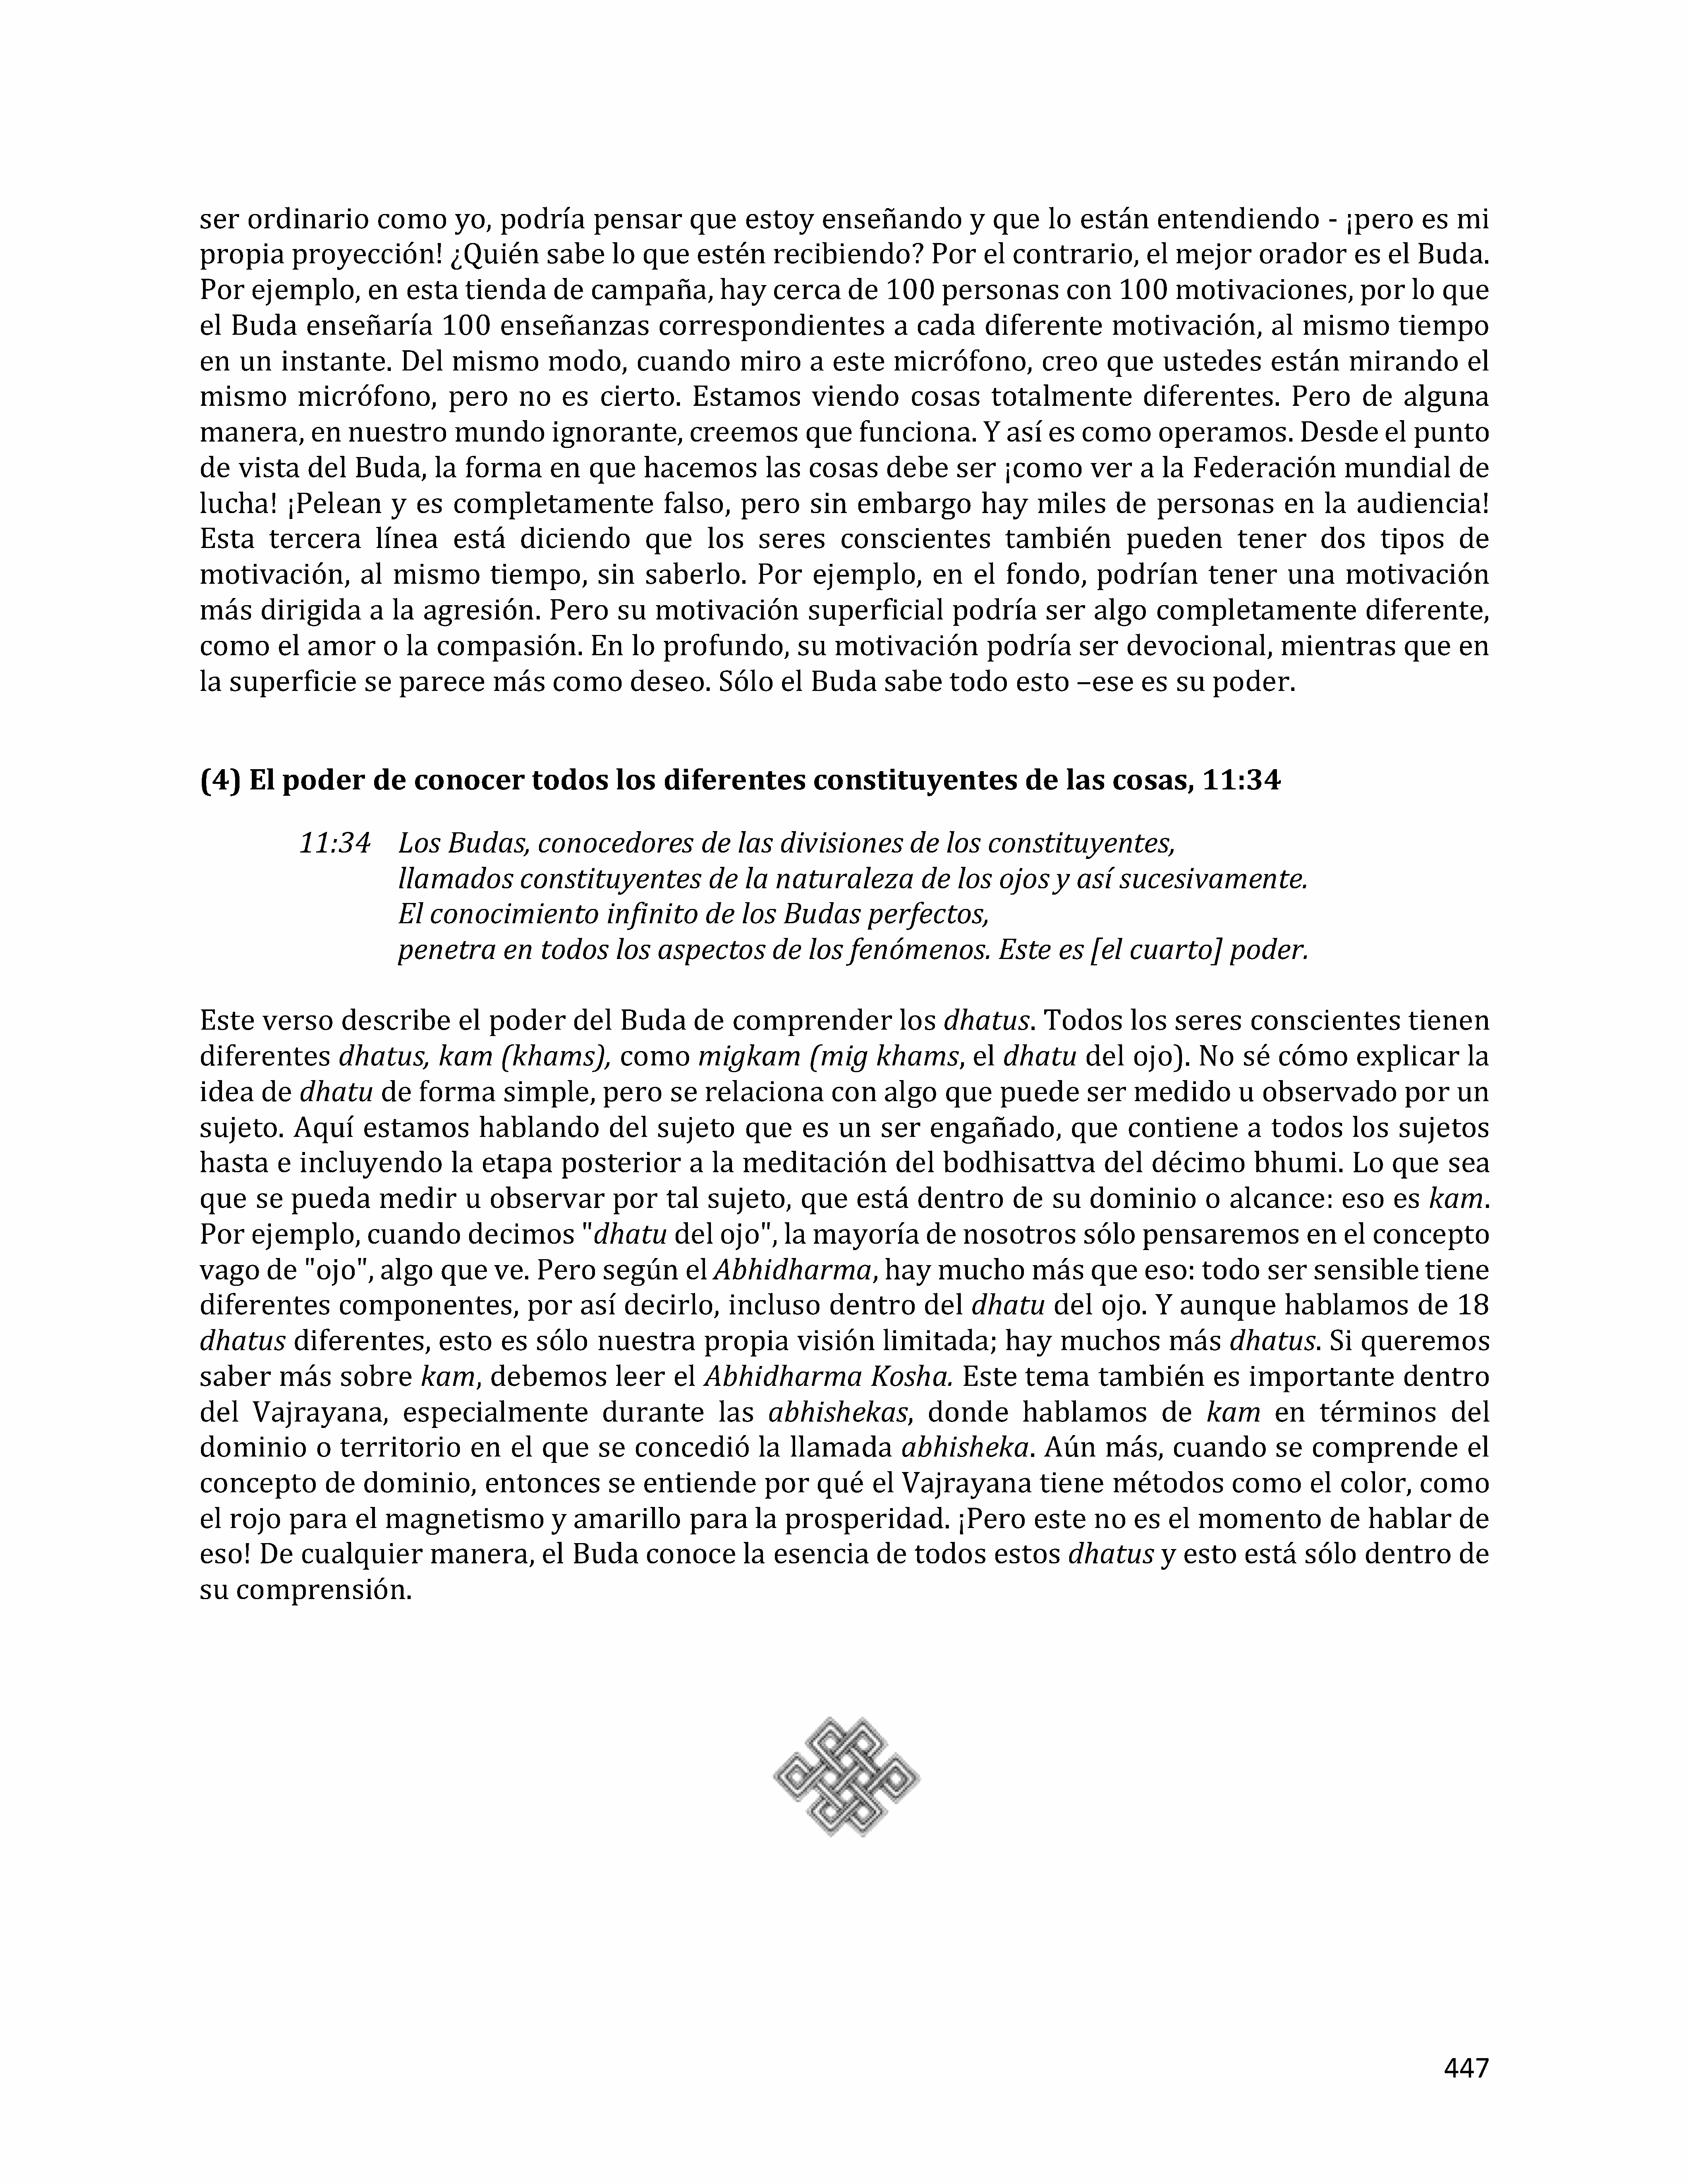 ser ordinario como yo, podría pensar que estoy enseñando y que lo están entendiendo - ¡pero es mi
propia proyección! ¿Quién sabe lo que estén recibiendo? Por el contrario, el mejor orador es el Buda.
Por ejemplo, en esta tienda de campaña, hay cerca de 100 personas con 100 motivaciones, por lo que
el Buda enseñaría 100 enseñanzas correspondientes a cada diferente motivación, al mismo tiempo
en un instante. Del mismo modo, cuando miro a este micrófono, creo que ustedes están mirando el
mismo micrófono, pero no es cierto. Estamos viendo cosas totalmente diferentes. Pero de alguna
manera, en nuestro mundo ignorante, creemos que funciona. Y así es como operamos. Desde el punto
de vista del Buda, la forma en que hacemos las cosas debe ser ¡como ver a la Federación mundial de
lucha! ¡Pelean y es completamente falso, pero sin embargo hay miles de personas en la audiencia!
Esta tercera línea está diciendo que los seres conscientes también pueden tener dos tipos de
motivación, al mismo tiempo, sin saberlo. Por ejemplo, en el fondo, podrían tener una motivación
más dirigida a la agresión. Pero su motivación superficial podría ser algo completamente diferente,
como el amor o la compasión. En lo profundo, su motivación podría ser devocional, mientras que en
la superficie se parece más como deseo. Sólo el Buda sabe todo esto –ese es su poder.
(4) El poder de conocer todos los diferentes constituyentes de las cosas, 11:34
11:34 Los Budas, conocedores de las divisiones de los constituyentes,
llamados constituyentes de la naturaleza de los ojos y así sucesivamente.
El conocimiento infinito de los Budas perfectos,
penetra en todos los aspectos de los fenómenos. Este es [el cuarto] poder.
Este verso describe el poder del Buda de comprender los dhatus. Todos los seres conscientes tienen
diferentes dhatus, kam (khams), como migkam (mig khams, el dhatu del ojo). No sé cómo explicar la
idea de dhatu de forma simple, pero se relaciona con algo que puede ser medido u observado por un
sujeto. Aquí estamos hablando del sujeto que es un ser engañado, que contiene a todos los sujetos
hasta e incluyendo la etapa posterior a la meditación del bodhisattva del décimo bhumi. Lo que sea
que se pueda medir u observar por tal sujeto, que está dentro de su dominio o alcance: eso es kam.
Por ejemplo, cuando decimos "dhatu del ojo", la mayoría de nosotros sólo pensaremos en el concepto
vago de "ojo", algo que ve. Pero según el Abhidharma, hay mucho más que eso: todo ser sensible tiene
diferentes componentes, por así decirlo, incluso dentro del dhatu del ojo. Y aunque hablamos de 18
dhatus diferentes, esto es sólo nuestra propia visión limitada; hay muchos más dhatus. Si queremos
saber más sobre kam, debemos leer el Abhidharma Kosha. Este tema también es importante dentro
del Vajrayana, especialmente durante las abhishekas, donde hablamos de kam en términos del
dominio o territorio en el que se concedió la llamada abhisheka. Aún más, cuando se comprende el
concepto de dominio, entonces se entiende por qué el Vajrayana tiene métodos como el color, como
el rojo para el magnetismo y amarillo para la prosperidad. ¡Pero este no es el momento de hablar de
eso! De cualquier manera, el Buda conoce la esencia de todos estos dhatus y esto está sólo dentro de
su comprensión.
447